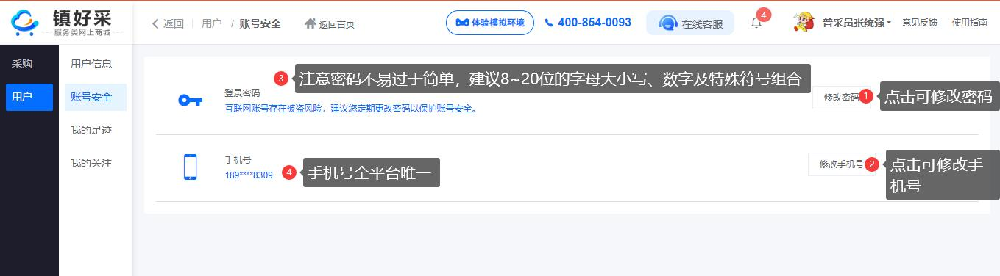 镇好采
服务类网上商城
返回
用户 / 账号安全
返回首页
体验模拟环境
400-854-0093
在线客服
4
普采员张统强
意见反馈
使用指南
采购
用户
用户信息
账号安全
我的足迹
我的关注
3
注意密码不易过于简单，建议8~20位的字母大小写、数字及特殊符号组合
登录密码
互联网账号存在被盗风险，建议您定期更改密码以保护账号安全。
修改密码
1
点击可修改密码
手机号
189****8309
4
手机号全平台唯一
修改手机号
2
点击可修改手
机号